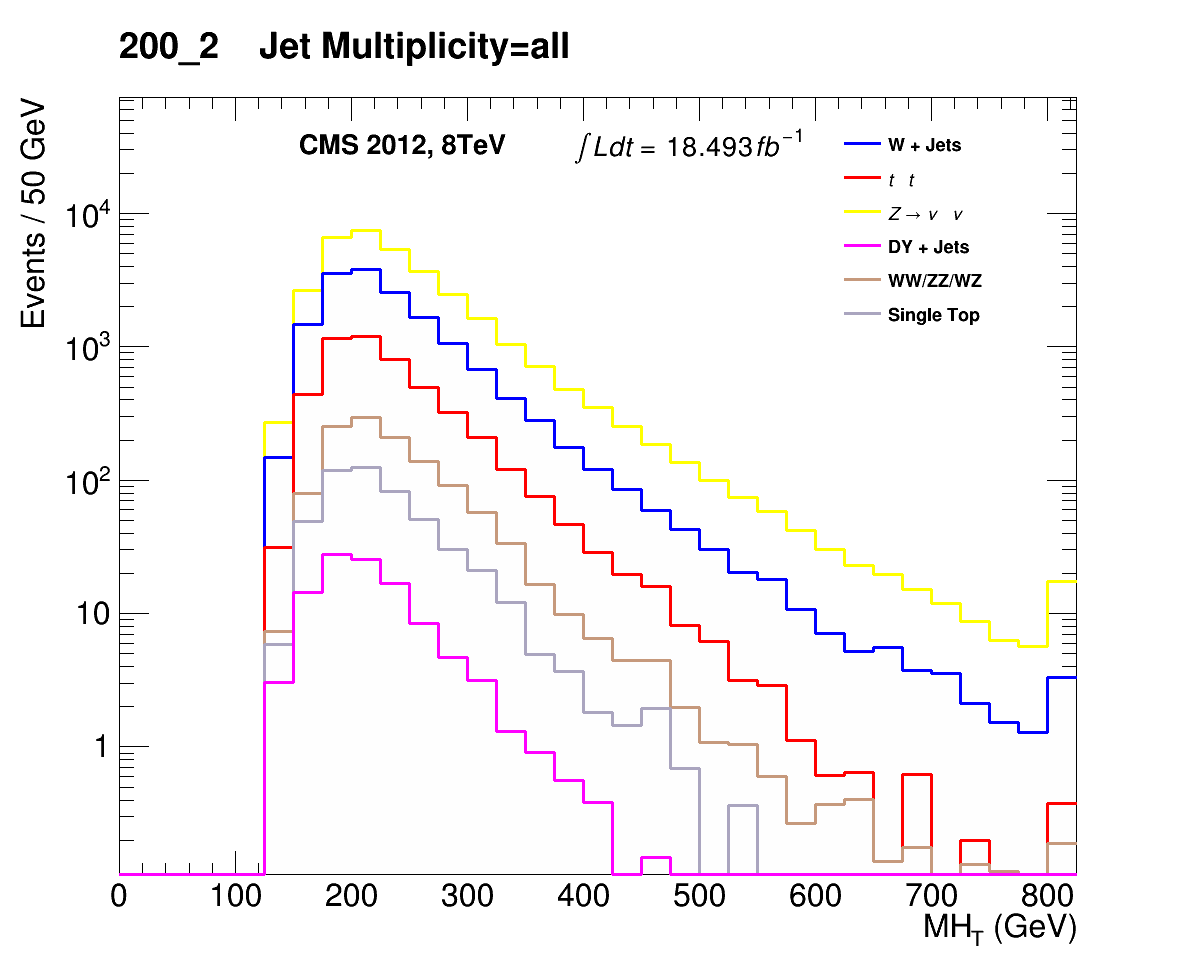 200_2 Jet Multiplicity=all
Events / 50 GeV
CMS 2012, 8TeV ∫Ldt = 18.493fb⁻¹
W + Jets
t t
Z → ν ν
DY + Jets
WW/ZZ/WZ
Single Top
10⁴
10³
10²
10
1
0 100 200 300 400 500 600 700 800
MH_T (GeV)